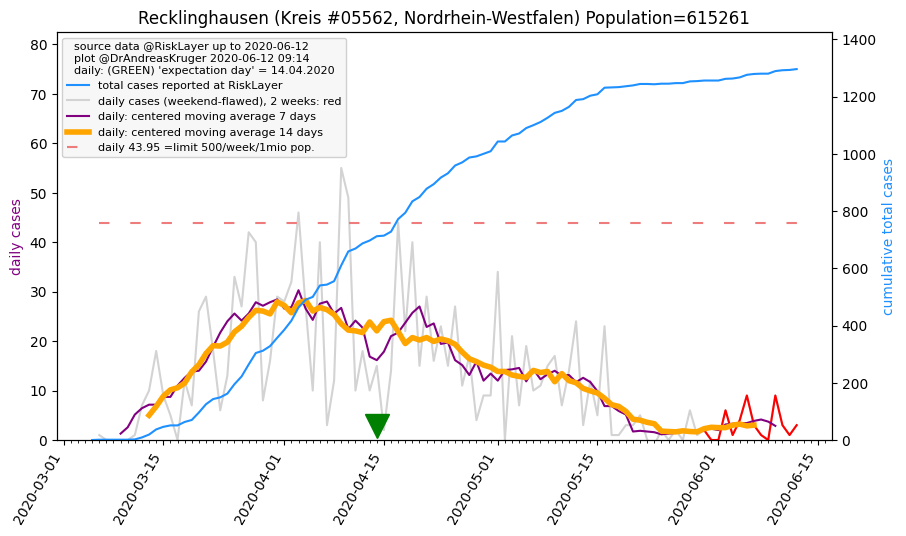 Recklinghausen (Kreis #05562, Nordrhein-Westfalen) Population=615261
source data @RiskLayer up to 2020-06-12
plot @DrAndreasKruger 2020-06-12 09:14
daily: (GREEN) 'expectation day' = 14.04.2020
total cases reported at RiskLayer
daily cases (weekend-flawed), 2 weeks: red
daily: centered moving average 7 days
daily: centered moving average 14 days
daily 43.95 =limit 500/week/1mio pop.
daily cases
80
70
60
50
40
30
20
10
0
cumulative total cases
1400
1200
1000
800
600
400
200
0
2020-03-01
2020-03-15
2020-04-01
2020-04-15
2020-05-01
2020-05-15
2020-06-01
2020-06-15